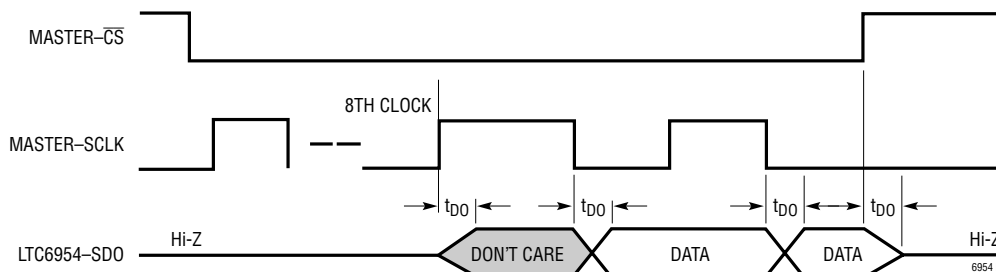 MASTER–CS
8TH CLOCK
MASTER–SCLK
tDO tDO tDO tDO
Hi-Z Hi-Z
LTC6954–SDO DON'T CARE DATA DATA
6954